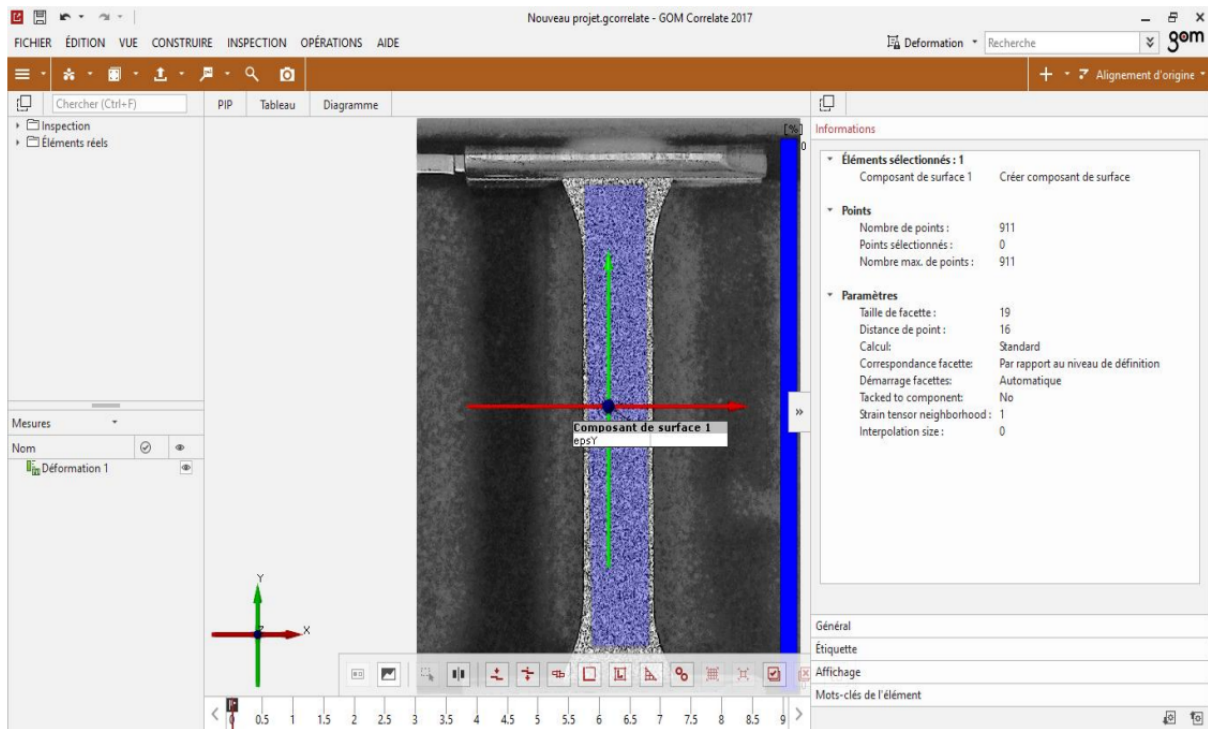 Nouveau projet.gcorrelate - GOM Correlate 2017
FICHIER ÉDITION VUE CONSTRUIRE INSPECTION OPÉRATIONS AIDE
Deformation
Recherche
gom
Alignement d'origine
Chercher (Ctrl+F)
PIP Tableau Diagramme
Inspection
Éléments réels
Mesures
Nom
Déformation 1
[%]
0
Composant de surface 1
epsY
Y
X
Z
0 0.5 1 1.5 2 2.5 3 3.5 4 4.5 5 5.5 6 6.5 7 7.5 8 8.5 9
Informations
Éléments sélectionnés : 1
Composant de surface 1 Créer composant de surface
Points
Nombre de points : 911
Points sélectionnés : 0
Nombre max. de points : 911
Paramètres
Taille de facette : 19
Distance de point : 16
Calcul: Standard
Correspondance facette: Par rapport au niveau de définition
Démarrage facettes: Automatique
Tacked to component: No
Strain tensor neighborhood : 1
Interpolation size : 0
Général
Étiquette
Affichage
Mots-clés de l'élément